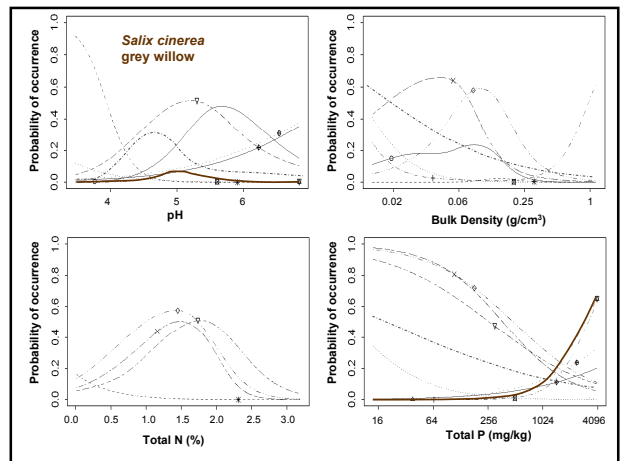 Salix cinerea
grey willow
Probability of occurrence
0.0 0.2 0.4 0.6 0.8 1.0
4 5 6
pH
Probability of occurrence
0.0 0.2 0.4 0.6 0.8 1.0
0.02 0.06 0.25 1
Bulk Density (g/cm³)
Probability of occurrence
0.0 0.2 0.4 0.6 0.8 1.0
0.0 0.5 1.0 1.5 2.0 2.5 3.0
Total N (%)
Probability of occurrence
0.0 0.2 0.4 0.6 0.8 1.0
16 64 256 1024 4096
Total P (mg/kg)